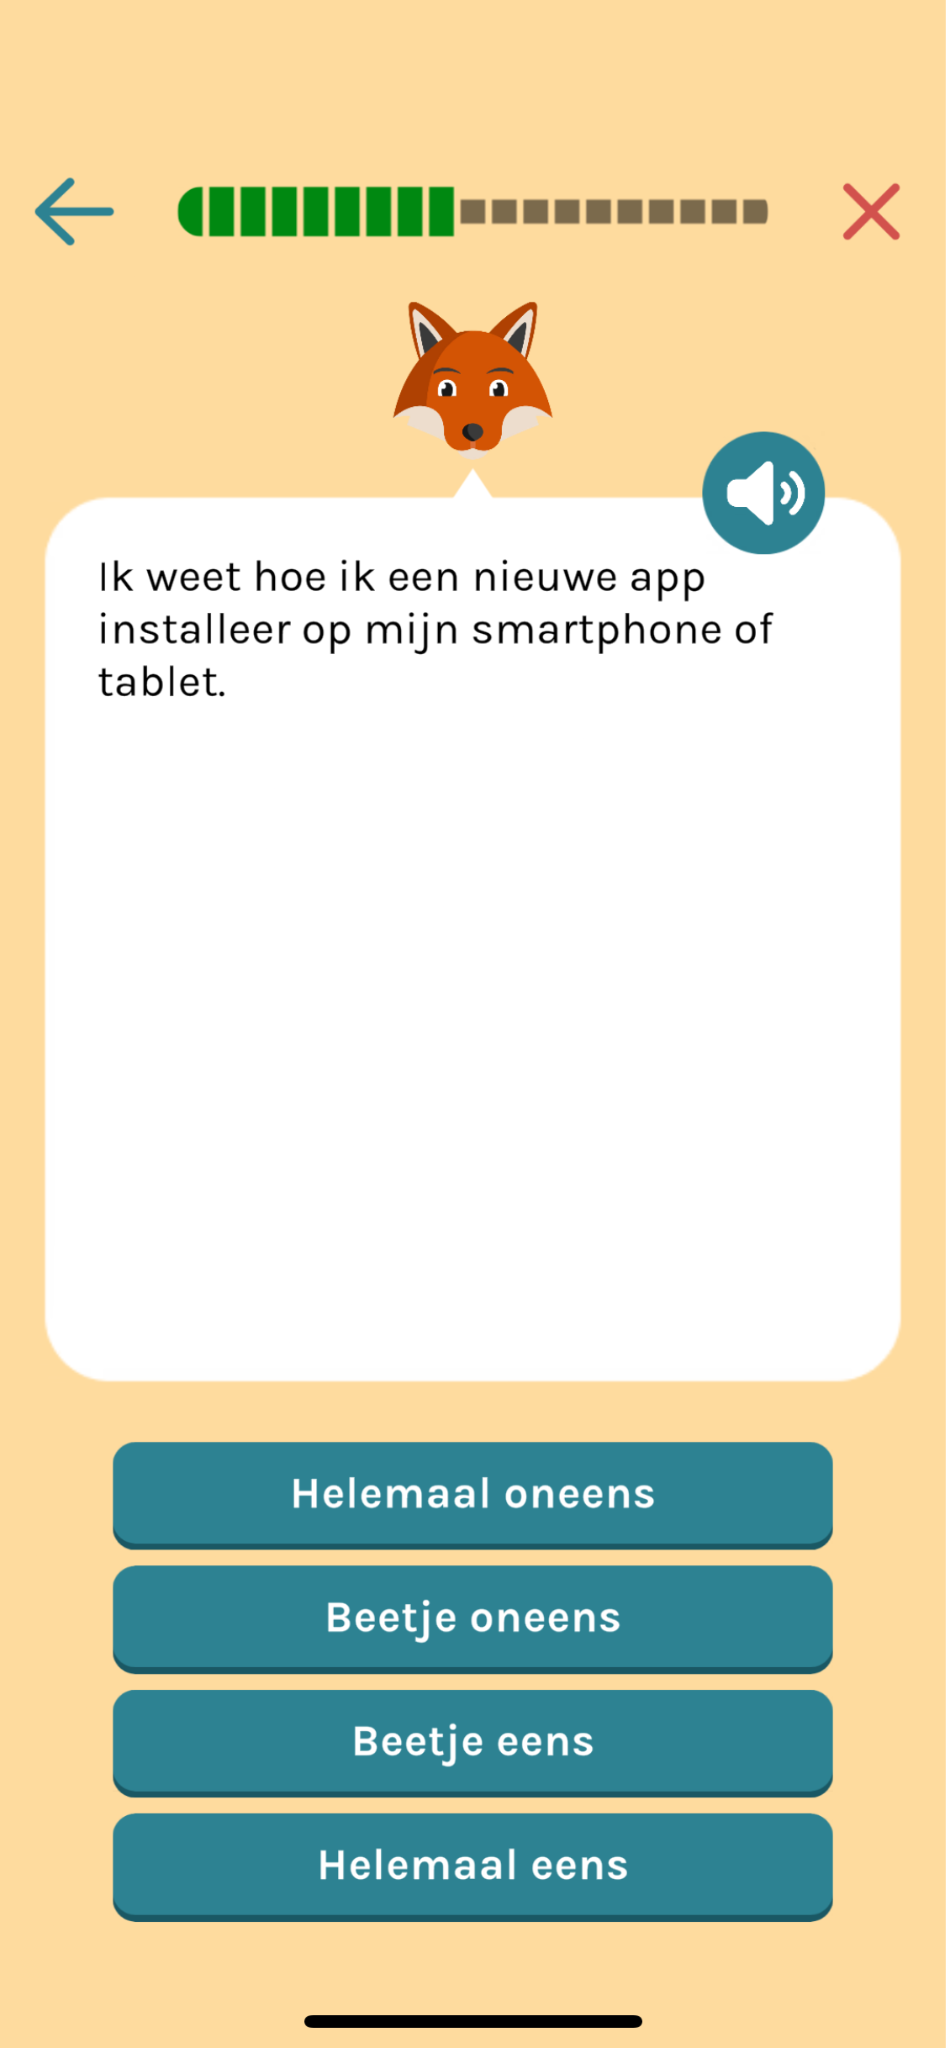 Ik weet hoe ik een nieuwe app
installeer op mijn smartphone of
tablet.
Helemaal oneens
Beetje oneens
Beetje eens
Helemaal eens